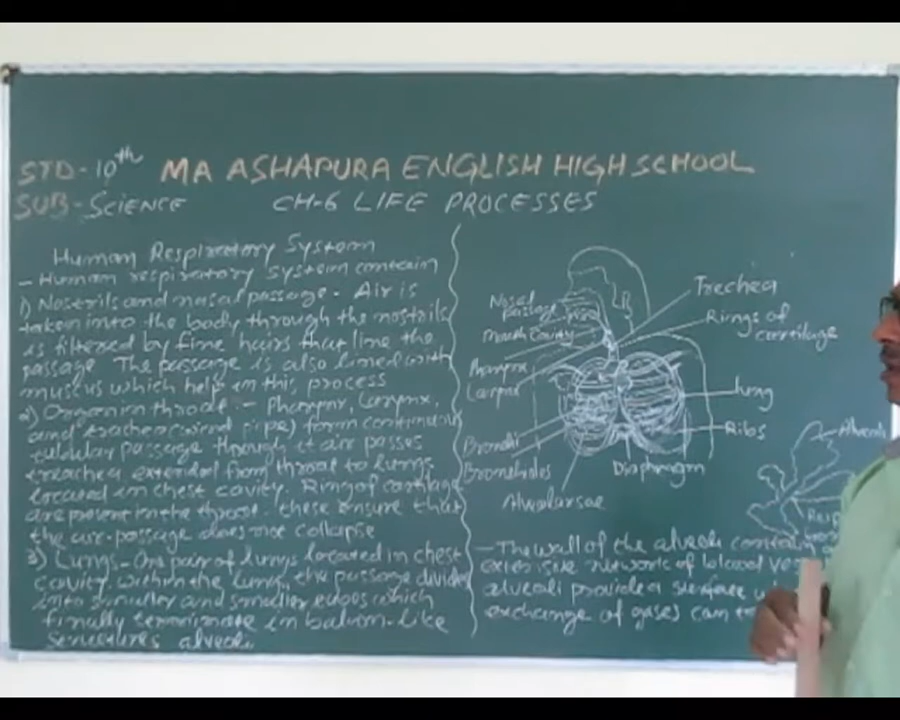 STD-10th MA ASHAPURA ENGLISH HIGH SCHOOL
SUB-SCIENCE CH-6 LIFE PROCESSES
Human Respiratory System
- Human respiratory system contain
1) Nostrils and nasal passage - Air is
taken into the body through the nostrils
is filtered by fine hairs that line the
passage. The passage is also lined with
mucus which help in this process
2) Organ in throat :- Pharynx, Larynx,
and trachea (wind pipe) form continuous
tubular passage through it air passes
trachea extended from throat to lungs
located in chest cavity. Ring of cartilage
are present in the throat. these ensure that
the air-passage does not collapse
3) Lungs - One pair of lungs located in chest
cavity. within the lung, the passage divides
into smaller and smaller tubes which
finally terminate in ballon-like
structures alveoli
Nasal
passage
Mouth Cavity
Pharynx
Larynx
Bronchi
Bronchioles
Trechea
Rings of
cartilage
lung
Ribs
Diaphragm
Alveoli
- The wall of the alveoli contain
extensive network of blood
alveoli provide a surface
exchange of gases can